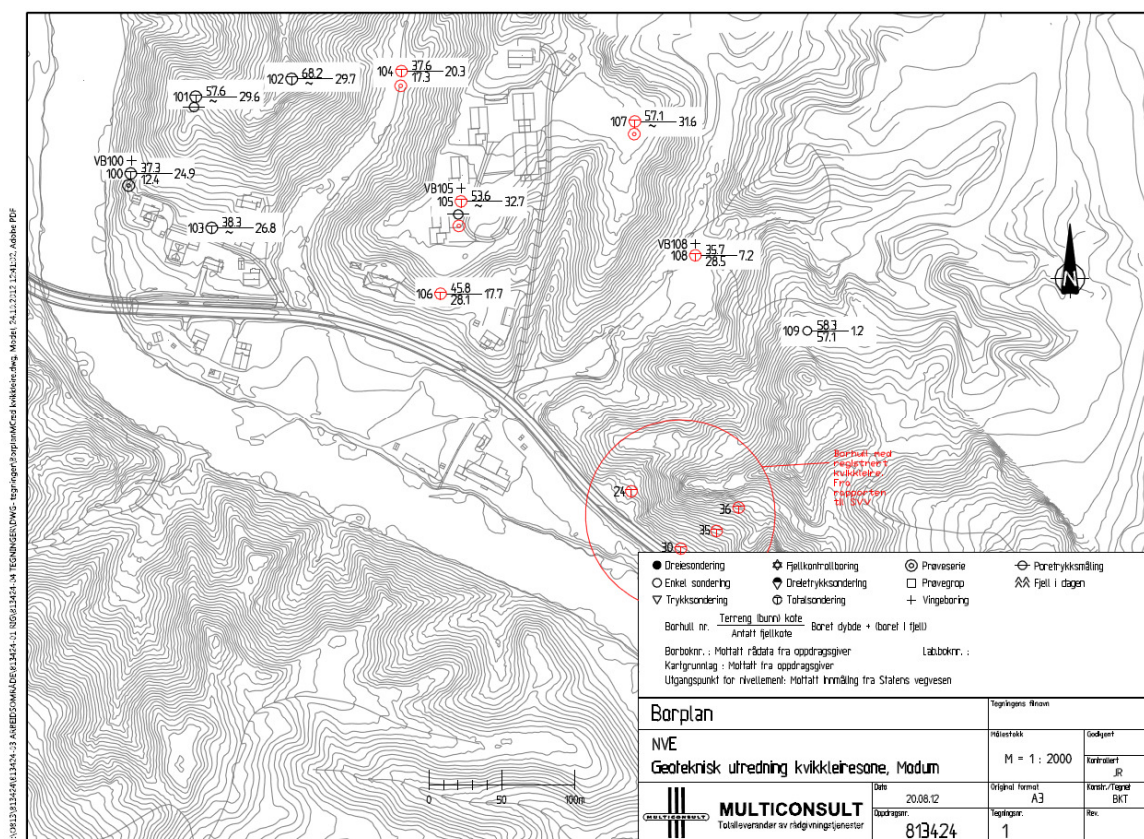 102 68.2 29.7
~
104 37.6 20.3
17.3
101 57.6 29.6
~
107 57.1 31.6
~
VB100
100 37.3 24.9
12.4
VB105
105 53.6 32.7
~
103 38.3 26.8
~
VB108
108 35.7 7.2
28.5
106 45.8 17.7
28.1
N
109 58.3 1.2
57.1
Borhull med
registrert
kvikkleire.
Fra
rapporten
til SVV
24
36
35
30
Dreiesondering
Fjellkontrollboring
Prøveserie
Poretrykksmåling
Enkel sondering
Dreietrykksondering
Prøvegrop
Fjell i dagen
Trykksondering
Totalsondering
Vingeboring
Borhull nr. Terreng (bunn) kote Boret dybde + (boret i fjell)
Antatt fjellkote
Borboknr. : Mottatt rådata fra oppdragsgiver Lab.boknr. :
Kartgrunnlag : Mottatt fra oppdragsgiver
Utgangspunkt for nivellement: Mottatt innmåling fra Statens vegvesen
Borplan
Tegningens filnavn
NVE
Geoteknisk utredning kvikkleiresone, Modum
Målestokk
M = 1 : 2000
Godkjent
Kontrollert
JR
MULTICONSULT
MULTICONSULT
Totalleverandør av rådgivningstjenester
Dato
20.08.12
Original format
A3
Konstr./Tegnet
BKT
Oppdragsnr.
813424
Tegningsnr.
1
Rev.
0 50 100m